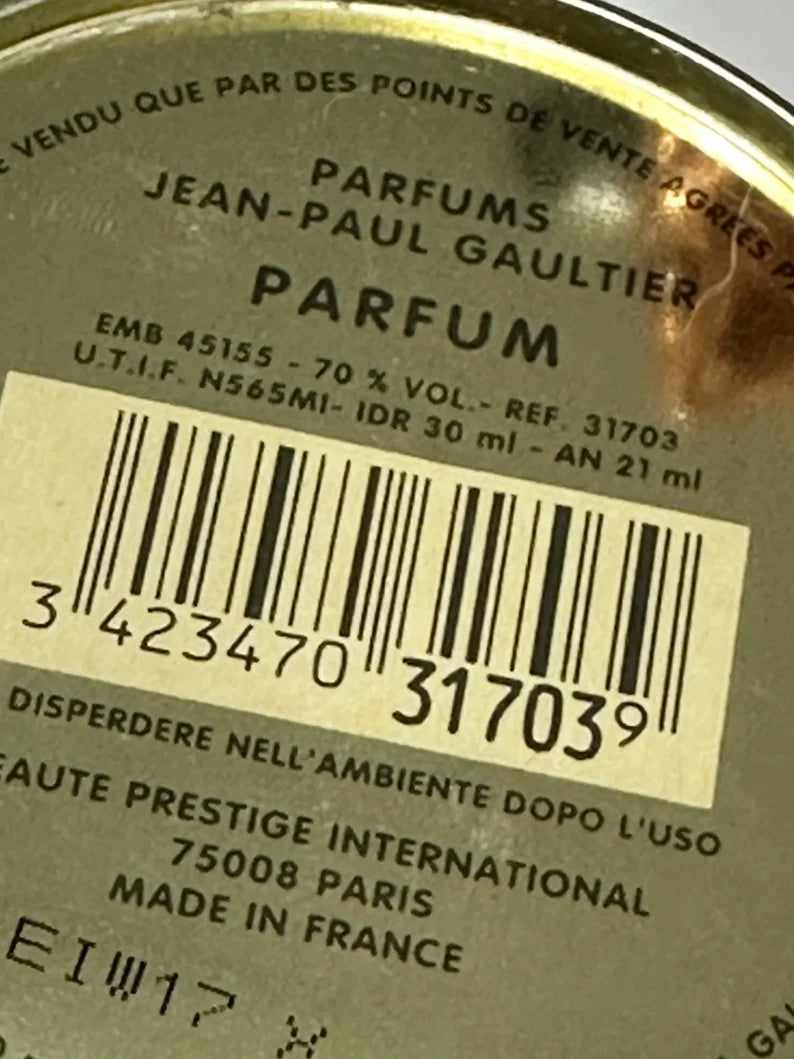 VENDU QUE PAR DES POINTS DE VENTE AGREES
PARFUMS
JEAN-PAUL GAULTIER
PARFUM
EMB 45155 - 70 % VOL.- REF. 31703
U.T.I.F. N565MI- IDR 30 ml - AN 21 ml
3 423470 317039
DISPERDERE NELL'AMBIENTE DOPO L'USO
EAUTE PRESTIGE INTERNATIONAL
75008 PARIS
MADE IN FRANCE